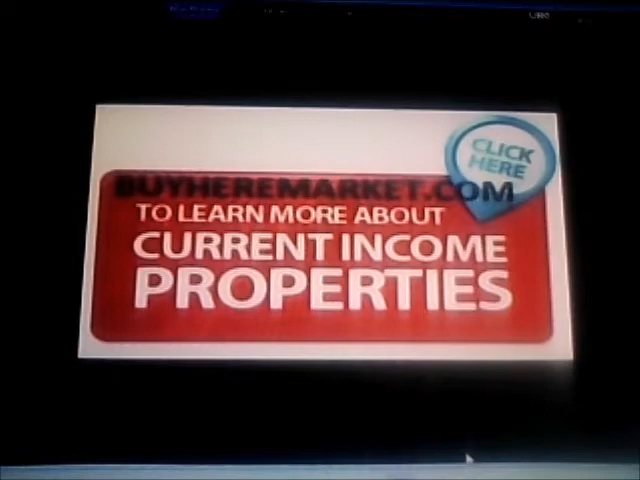 CLICK
HERE
BUYHEREMARKET.COM
TO LEARN MORE ABOUT
CURRENT INCOME
PROPERTIES